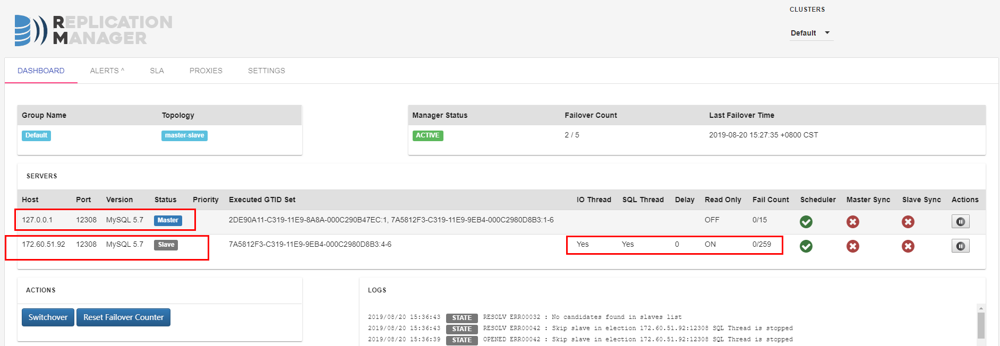 CLUSTERS
REPLICATION
MANAGER
Default
DASHBOARD ALERTS ^ SLA PROXIES SETTINGS
Group Name Topology
Default master-slave
Manager Status Failover Count Last Failover Time
ACTIVE 2 / 5 2019-08-20 15:27:35 +0800 CST
SERVERS
Host Port Version Status Priority Executed GTID Set IO Thread SQL Thread Delay Read Only Fail Count Scheduler Master Sync Slave Sync Actions
127.0.0.1 12308 MySQL 5.7 Master 2DE90A11-C319-11E9-8A8A-000C290B47EC:1, 7A5812F3-C319-11E9-9EB4-000C2980D8B3:1-6 OFF 0/15
172.60.51.92 12308 MySQL 5.7 Slave 7A5812F3-C319-11E9-9EB4-000C2980D8B3:4-6 Yes Yes 0 ON 0/259
ACTIONS
Switchover Reset Failover Counter
LOGS
2019/08/20 15:36:43 STATE RESOLV ERR00032 : No candidates found in slaves list
2019/08/20 15:36:43 STATE RESOLV ERR00042 : Skip slave in election 172.60.51.92:12308 SQL Thread is stopped
2019/08/20 15:36:39 STATE OPENED ERR00042 : Skip slave in election 172.60.51.92:12308 SQL Thread is stopped